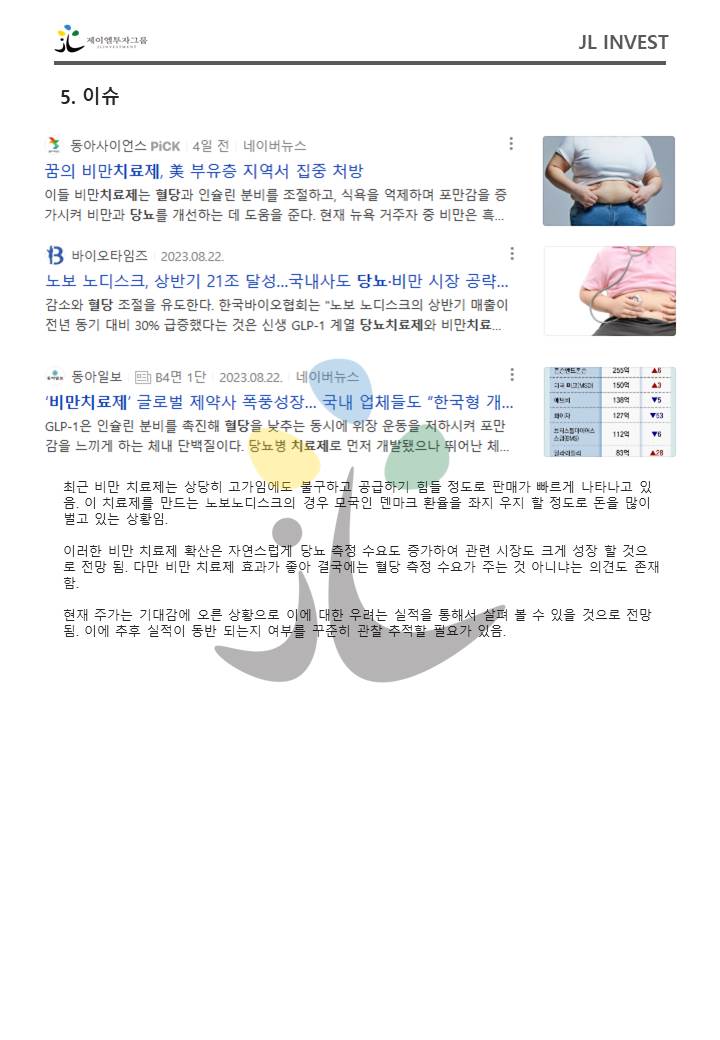 제이엘투자그룹
JL INVESTMENT
JL INVEST
5. 이슈
동아사이언스 PiCK 4일 전 네이버뉴스
꿈의 비만치료제, 美 부유층 지역서 집중 처방
이들 비만치료제는 혈당과 인슐린 분비를 조절하고, 식욕을 억제하며 포만감을 증
가시켜 비만과 당뇨를 개선하는 데 도움을 준다. 현재 뉴욕 거주자 중 비만은 흑...
바이오타임즈 2023.08.22.
노보 노디스크, 상반기 21조 달성...국내사도 당뇨·비만 시장 공략...
감소와 혈당 조절을 유도한다. 한국바이오협회는 "노보 노디스크의 상반기 매출이
전년 동기 대비 30% 급증했다는 것은 신생 GLP-1 계열 당뇨치료제와 비만치료...
동아일보 B4면 1단 2023.08.22. 네이버뉴스
‘비만치료제’ 글로벌 제약사 폭풍성장... 국내 업체들도 “한국형 개...
GLP-1은 인슐린 분비를 촉진해 혈당을 낮추는 동시에 위장 운동을 저하시켜 포만
감을 느끼게 하는 체내 단백질이다. 당뇨병 치료제로 먼저 개발됐으나 뛰어난 체...
존슨앤드존슨 255억 ▲6
미국 머크(MSD) 150억 ▲3
애브비 138억 ▼5
화이자 127억 ▼53
브리스톨마이어스
스큅(BMS) 112억 ▼6
일라이릴리 83억 ▲28
최근 비만 치료제는 상당히 고가임에도 불구하고 공급하기 힘들 정도로 판매가 빠르게 나타나고 있
음. 이 치료제를 만드는 노보노디스크의 경우 모국인 덴마크 환율을 좌지 우지 할 정도로 돈을 많이
벌고 있는 상황임.
이러한 비만 치료제 확산은 자연스럽게 당뇨 측정 수요도 증가하여 관련 시장도 크게 성장 할 것으
로 전망 됨. 다만 비만 치료제 효과가 좋아 결국에는 혈당 측정 수요가 주는 것 아니냐는 의견도 존재
함.
현재 주가는 기대감에 오른 상황으로 이에 대한 우려는 실적을 통해서 살펴 볼 수 있을 것으로 전망
됨. 이에 추후 실적이 동반 되는지 여부를 꾸준히 관찰 추적할 필요가 있음.